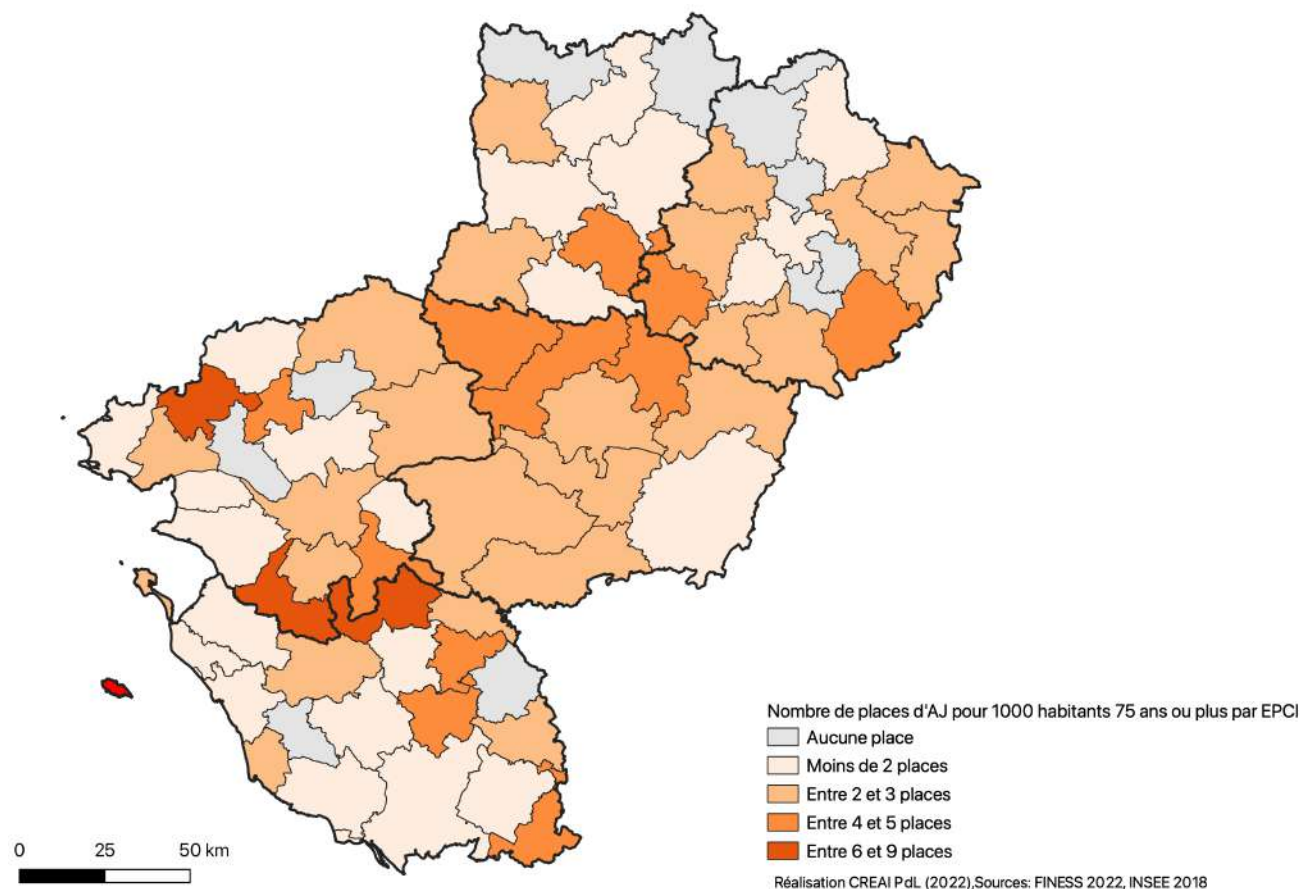 Nombre de places d'AJ pour 1000 habitants 75 ans ou plus par EPCI
Aucune place
Moins de 2 places
Entre 2 et 3 places
Entre 4 et 5 places
Entre 6 et 9 places
0 25 50 km
Réalisation CREAI PdL (2022),Sources: FINESS 2022, INSEE 2018